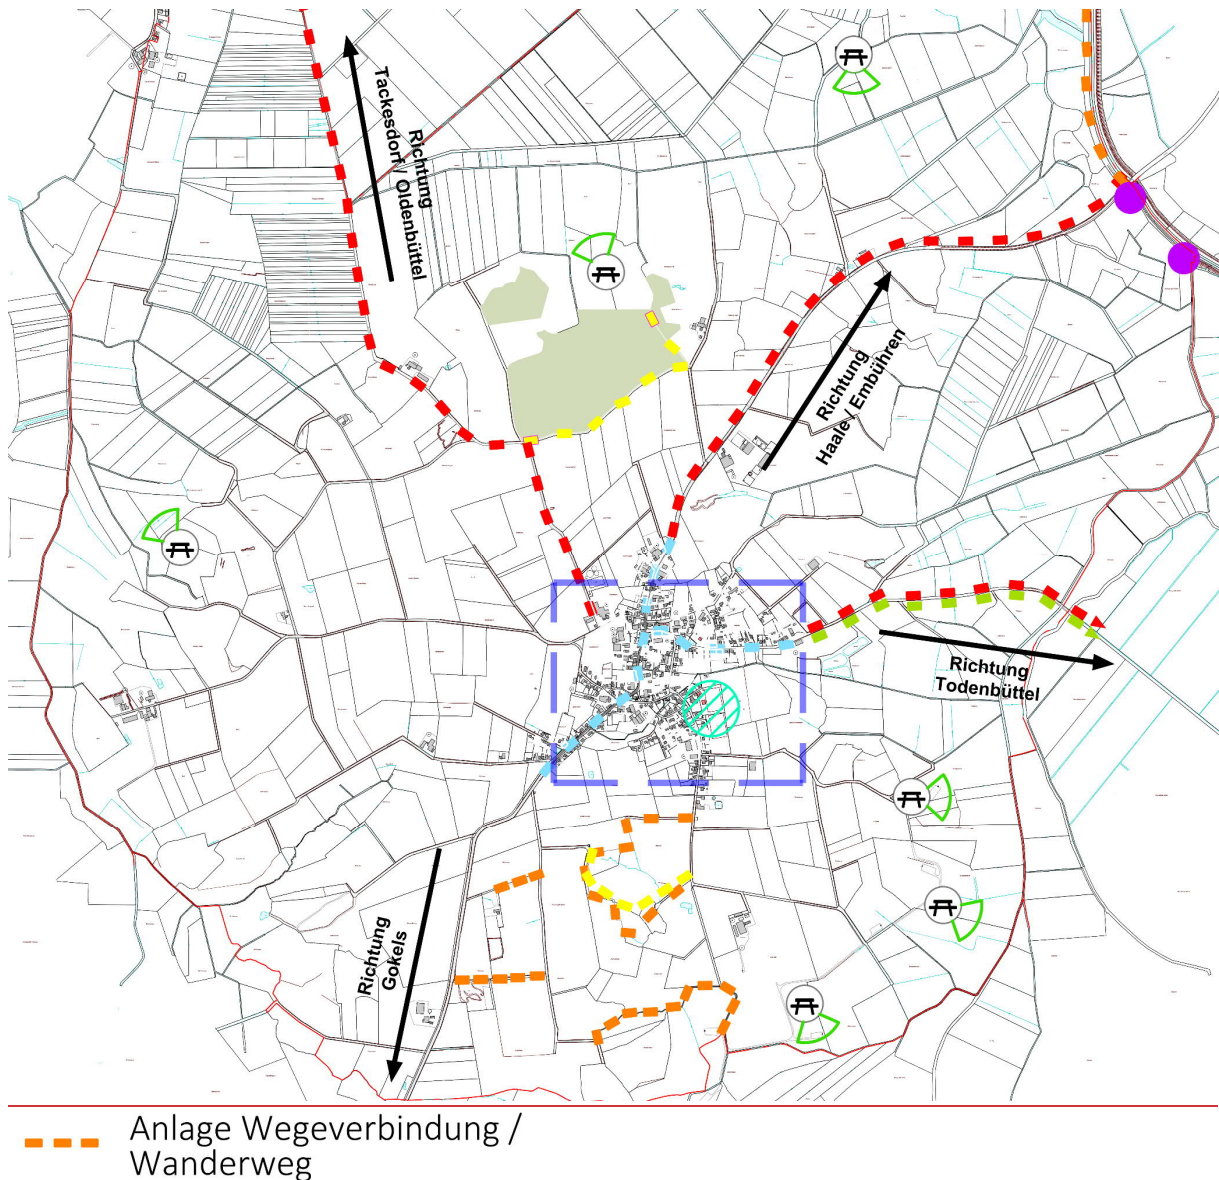 Richtung
Tackesdorf / Oldenbüttel
Richtung
Haale / Embühren
Richtung
Todenbüttel
Richtung
Gokels
Anlage Wegeverbindung /
Wanderweg